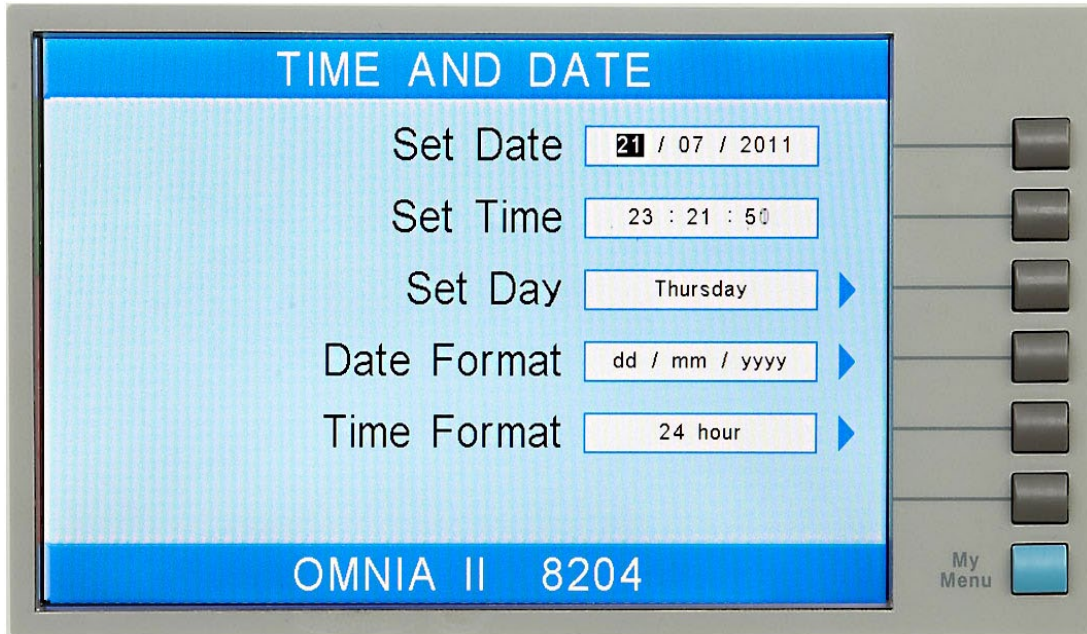 TIME AND DATE
Set Date 21 / 07 / 2011
Set Time 23 : 21 : 50
Set Day Thursday
Date Format dd / mm / yyyy
Time Format 24 hour
OMNIA II 8204
My
Menu